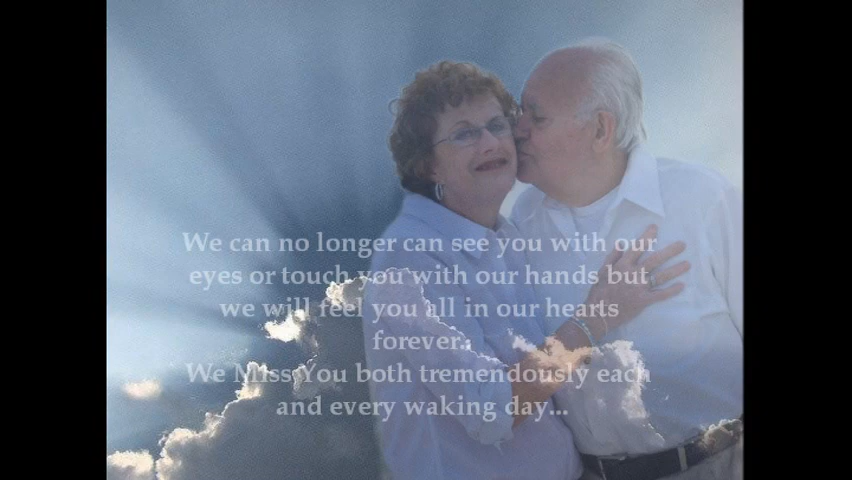 We can no longer can see you with our
eyes or touch you with our hands but
we will feel you all in our hearts
forever..
We Miss You both tremendously each
and every waking day...